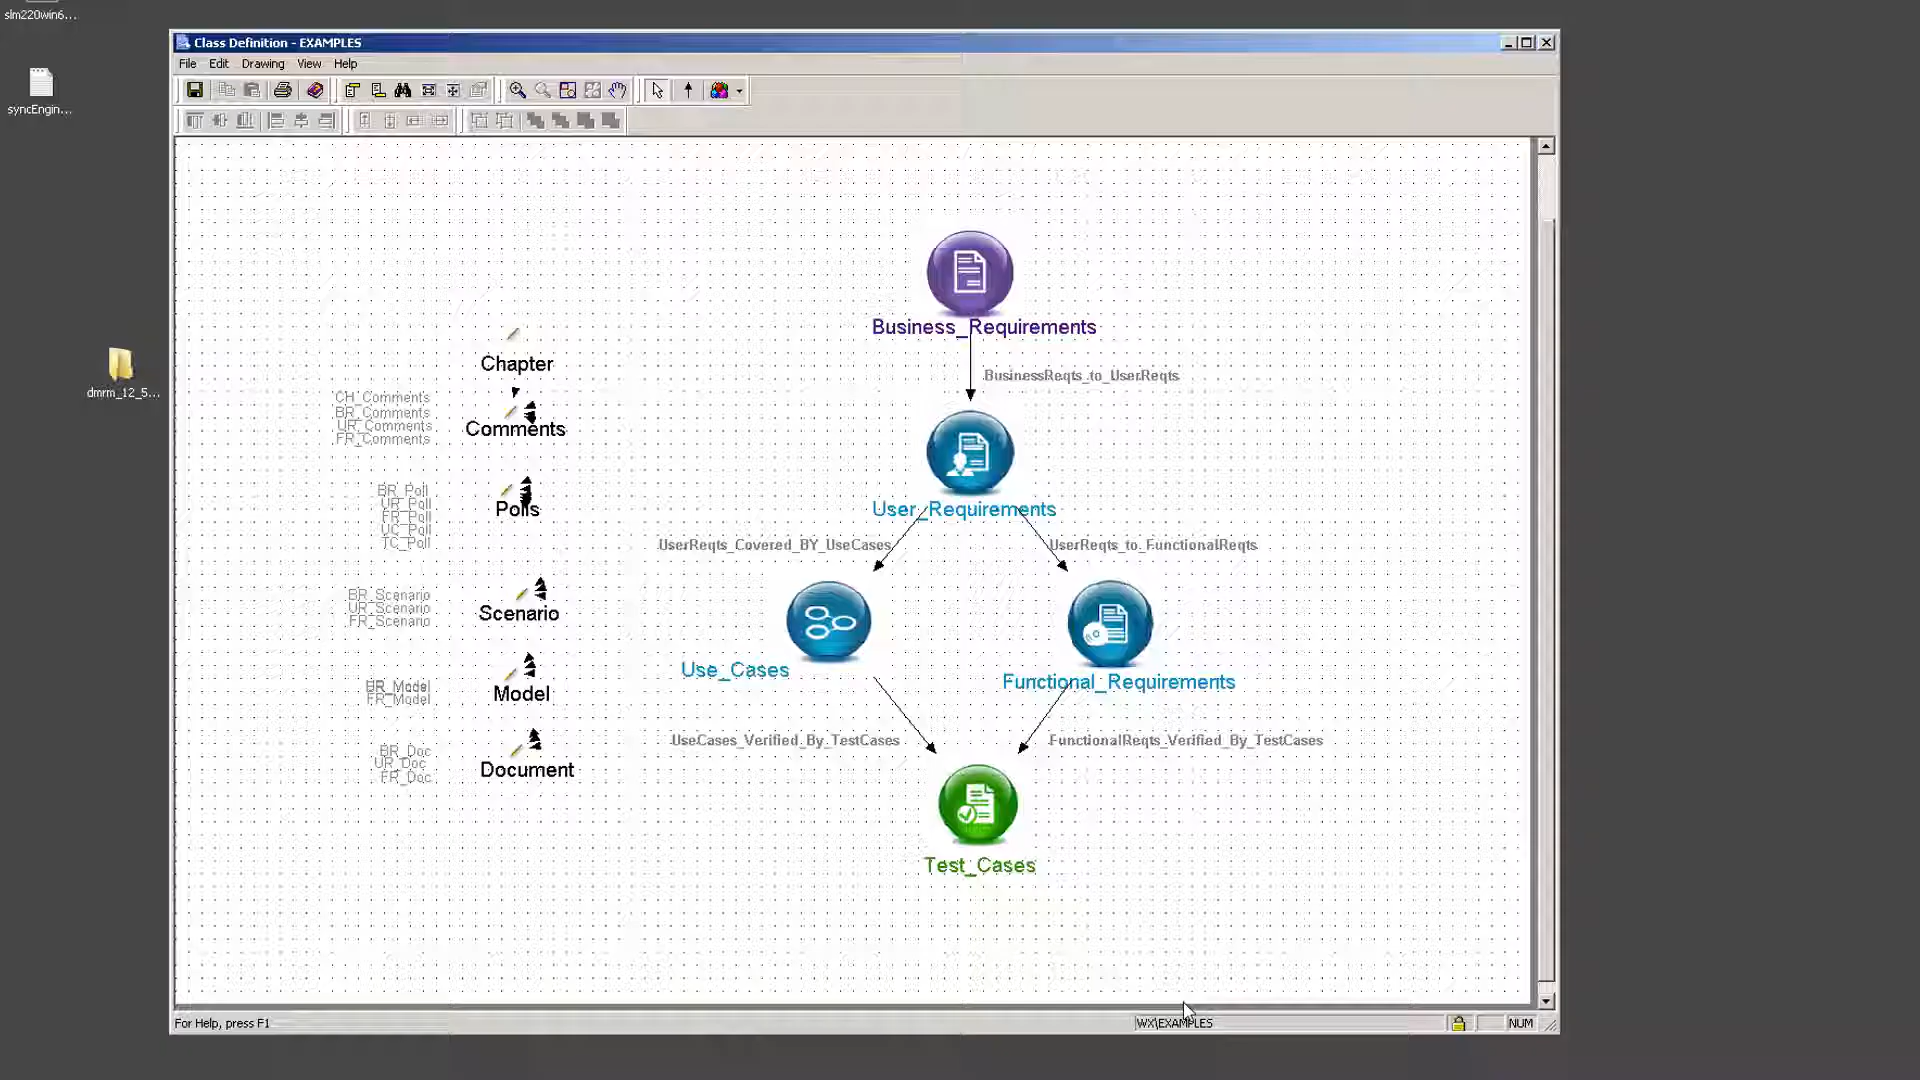 slm220win6...
syncEngin...
dmrm_12_5...
Class Definition - EXAMPLES
File Edit Drawing View Help
Business_Requirements
BusinessReqts_to_UserReqts
Chapter
CH_Comments
BR_Comments
UR_Comments
FR_Comments
Comments
User_Requirements
BR_Poll
UR_Poll
FR_Poll
UC_Poll
TC_Poll
Polls
UserReqts_Covered_BY_UseCases
UserReqts_to_FunctionalReqts
BR_Scenario
UR_Scenario
FR_Scenario
Scenario
Use_Cases
Functional_Requirements
BR_Model
FR_Model
Model
UseCases_Verified_By_TestCases
FunctionalReqts_Verified_By_TestCases
BR_Doc
UR_Doc
FR_Doc
Document
Test_Cases
For Help, press F1
WX\EXAMPLES
NUM